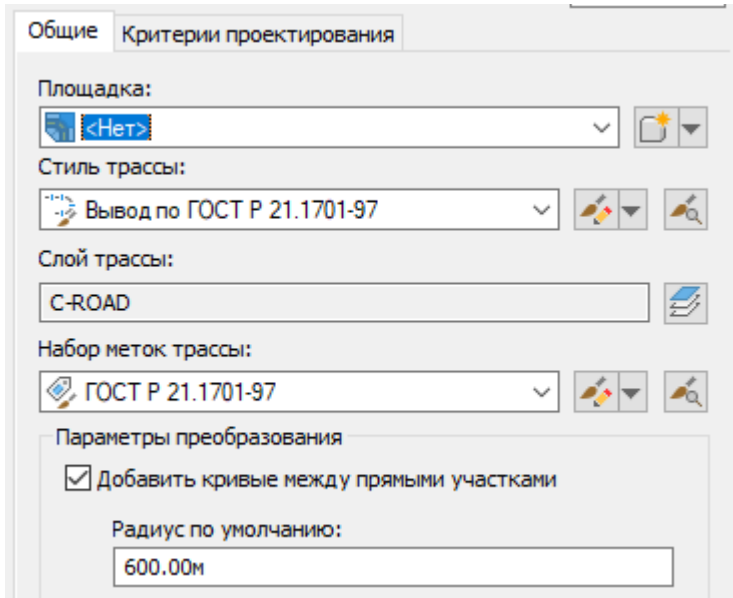 Общие
Критерии проектирования
Площадка:
<Нет>
Стиль трассы:
Вывод по ГОСТ Р 21.1701-97
Слой трассы:
C-ROAD
Набор меток трассы:
ГОСТ Р 21.1701-97
Параметры преобразования
Добавить кривые между прямыми участками
Радиус по умолчанию:
600.00м